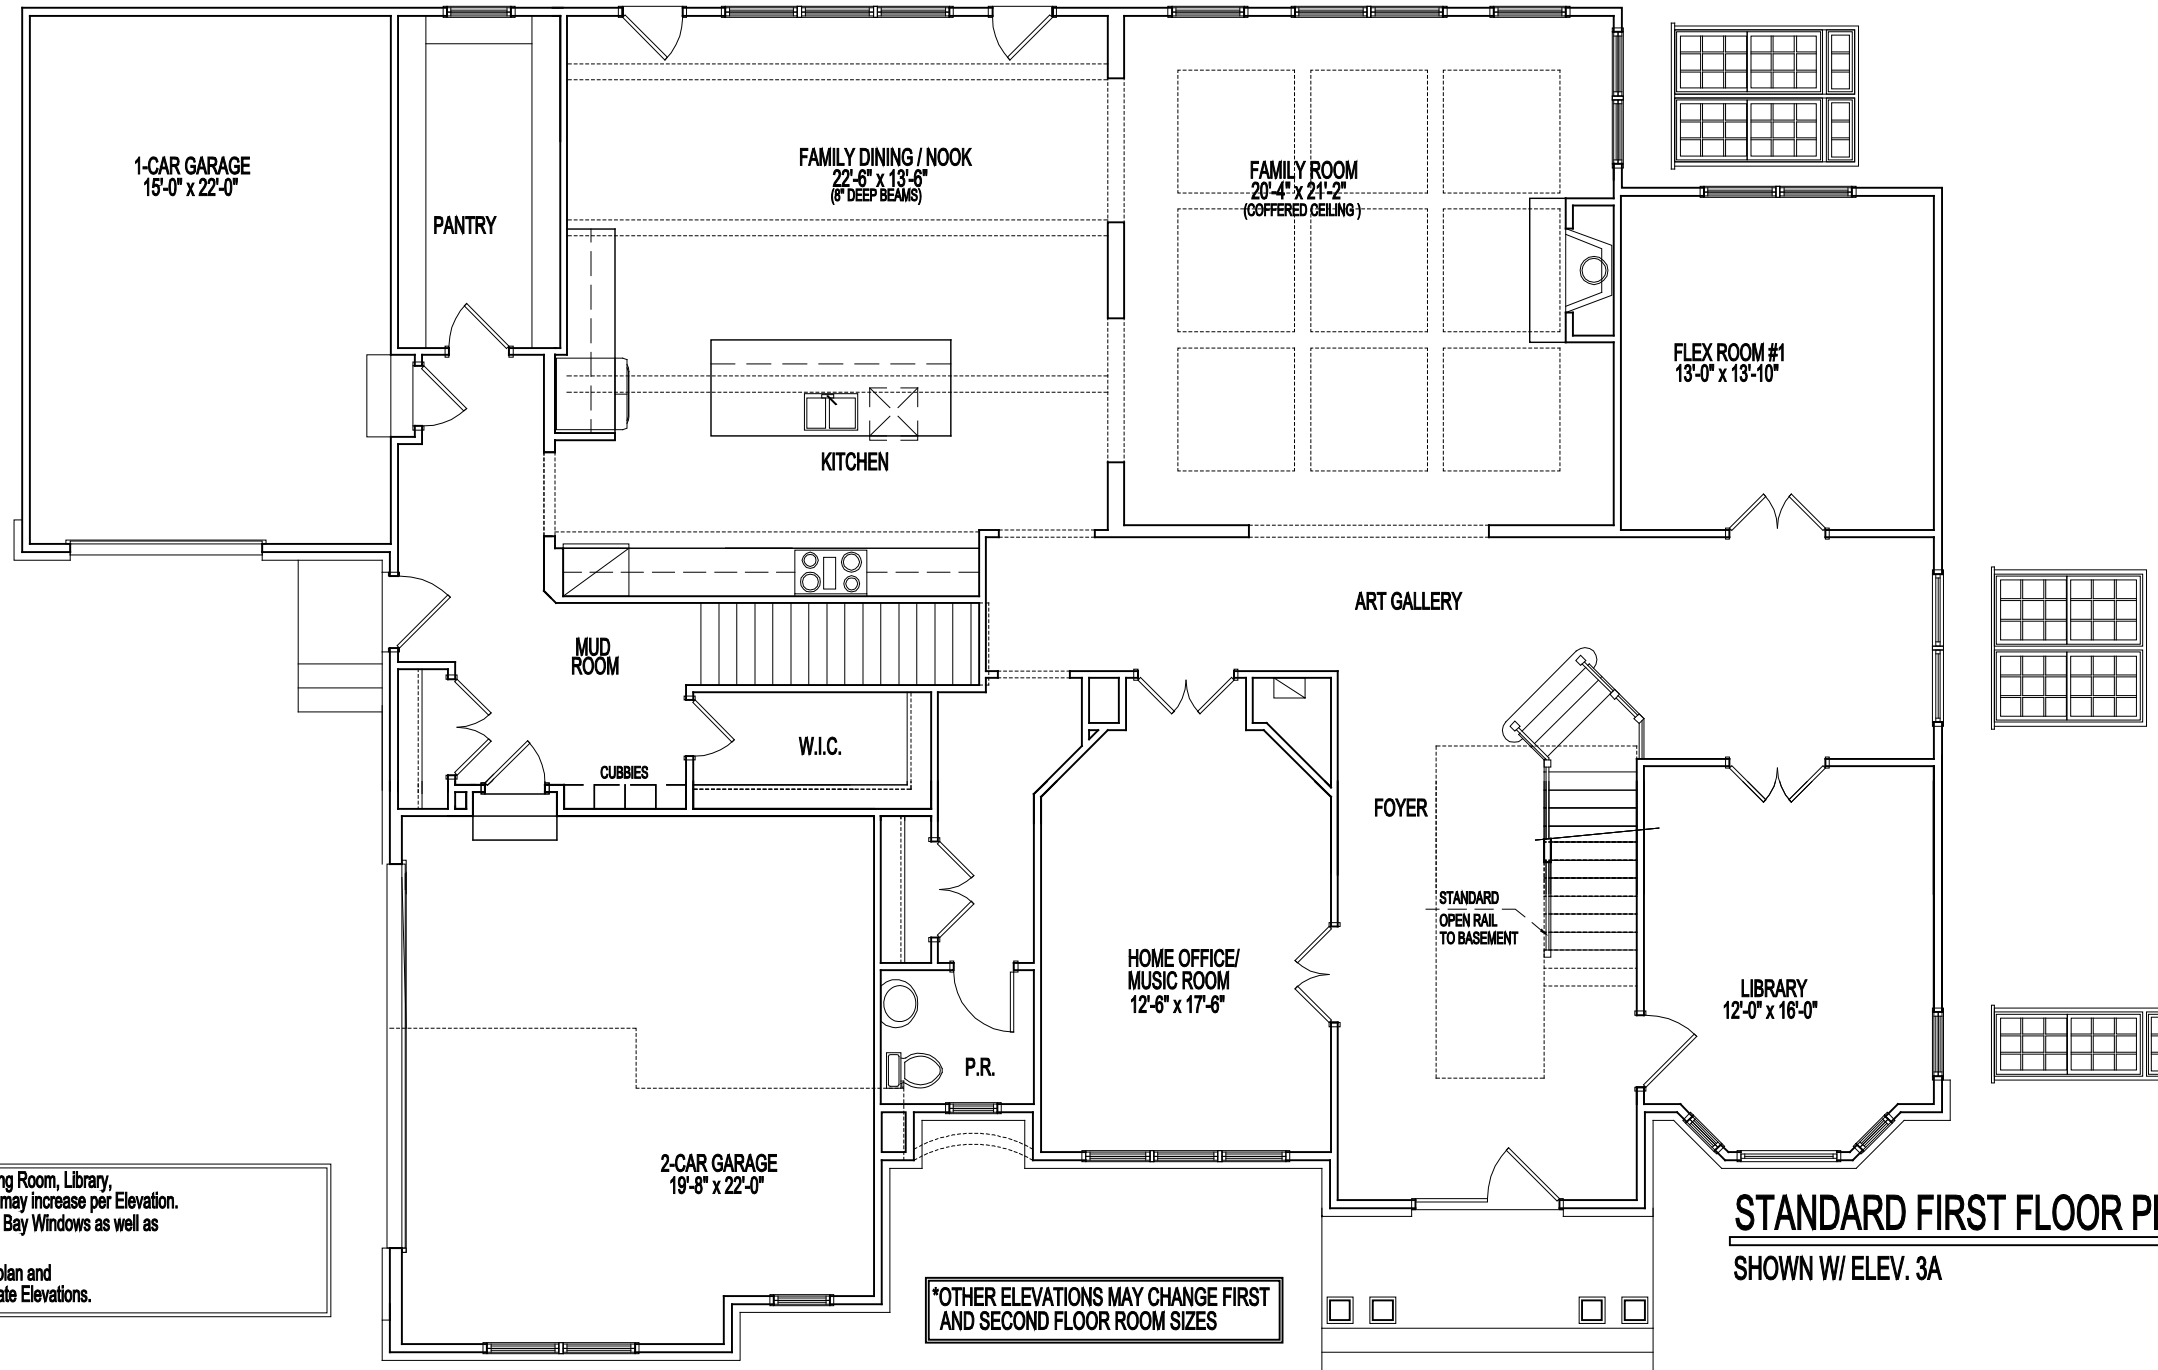 1-CAR GARAGE
15'-0" x 22'-0"
PANTRY
FAMILY DINING / NOOK
22'-6" x 13'-6"
(8" DEEP BEAMS)
FAMILY ROOM
20'-4" x 21'-2"
(COFFERED CEILING )
FLEX ROOM #1
13'-0" x 13'-10"
KITCHEN
ART GALLERY
MUD
ROOM
W.I.C.
CUBBIES
FOYER
STANDARD
OPEN RAIL
TO BASEMENT
HOME OFFICE/
MUSIC ROOM
12'-6" x 17'-6"
LIBRARY
12'-0" x 16'-0"
P.R.
2-CAR GARAGE
19'-8" x 22'-0"
Room, Library,
may increase per Elevation.
Bay Windows as well as
and
Elevations.
*OTHER ELEVATIONS MAY CHANGE FIRST
AND SECOND FLOOR ROOM SIZES
STANDARD FIRST FLOOR
SHOWN W/ ELEV. 3A